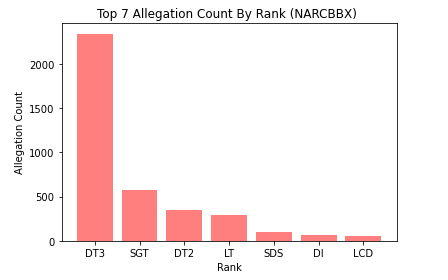 Top 7 Allegation Count By Rank (NARCBBX)
Allegation Count
2000
1500
1000
500
0
DT3 SGT DT2 LT SDS DI LCD
Rank